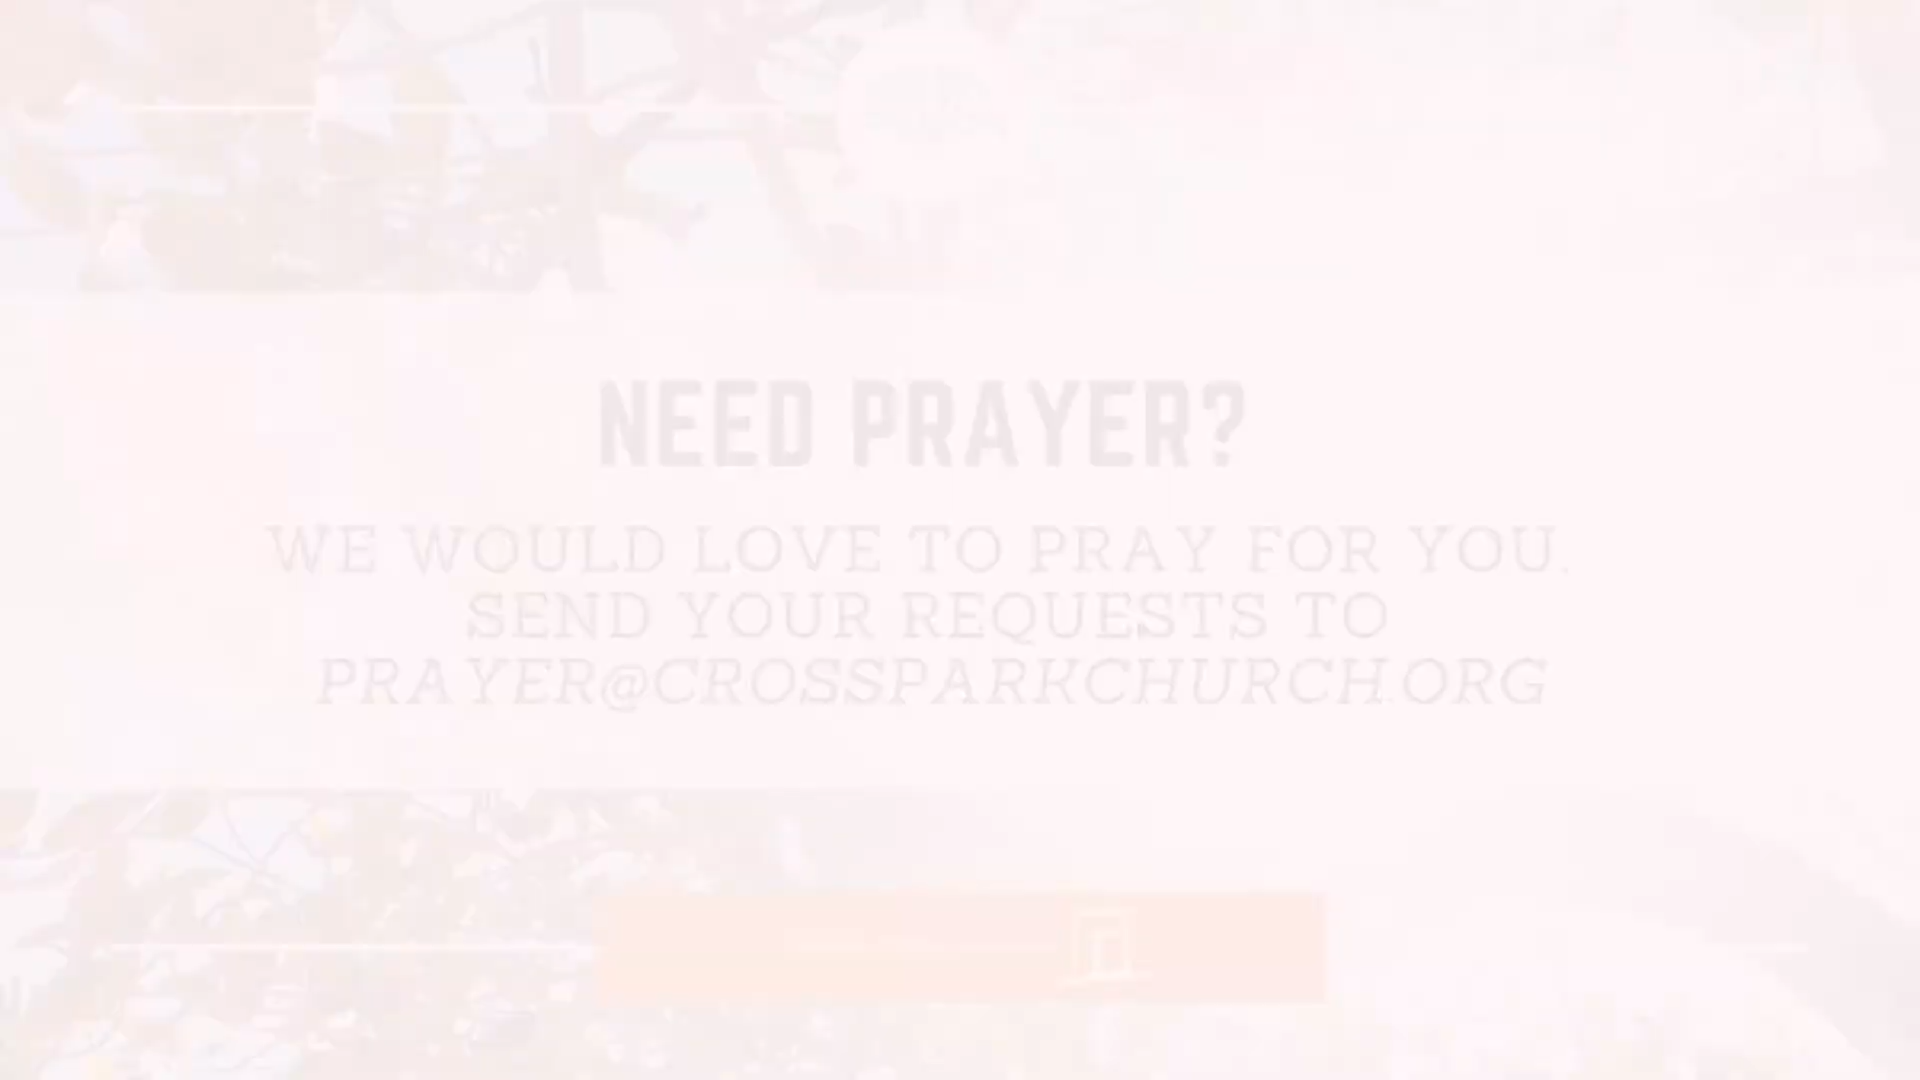 NEED PRAYER?
WE WOULD LOVE TO PRAY FOR YOU.
SEND YOUR REQUESTS TO
PRAYER@CROSSPARKCHURCH.ORG